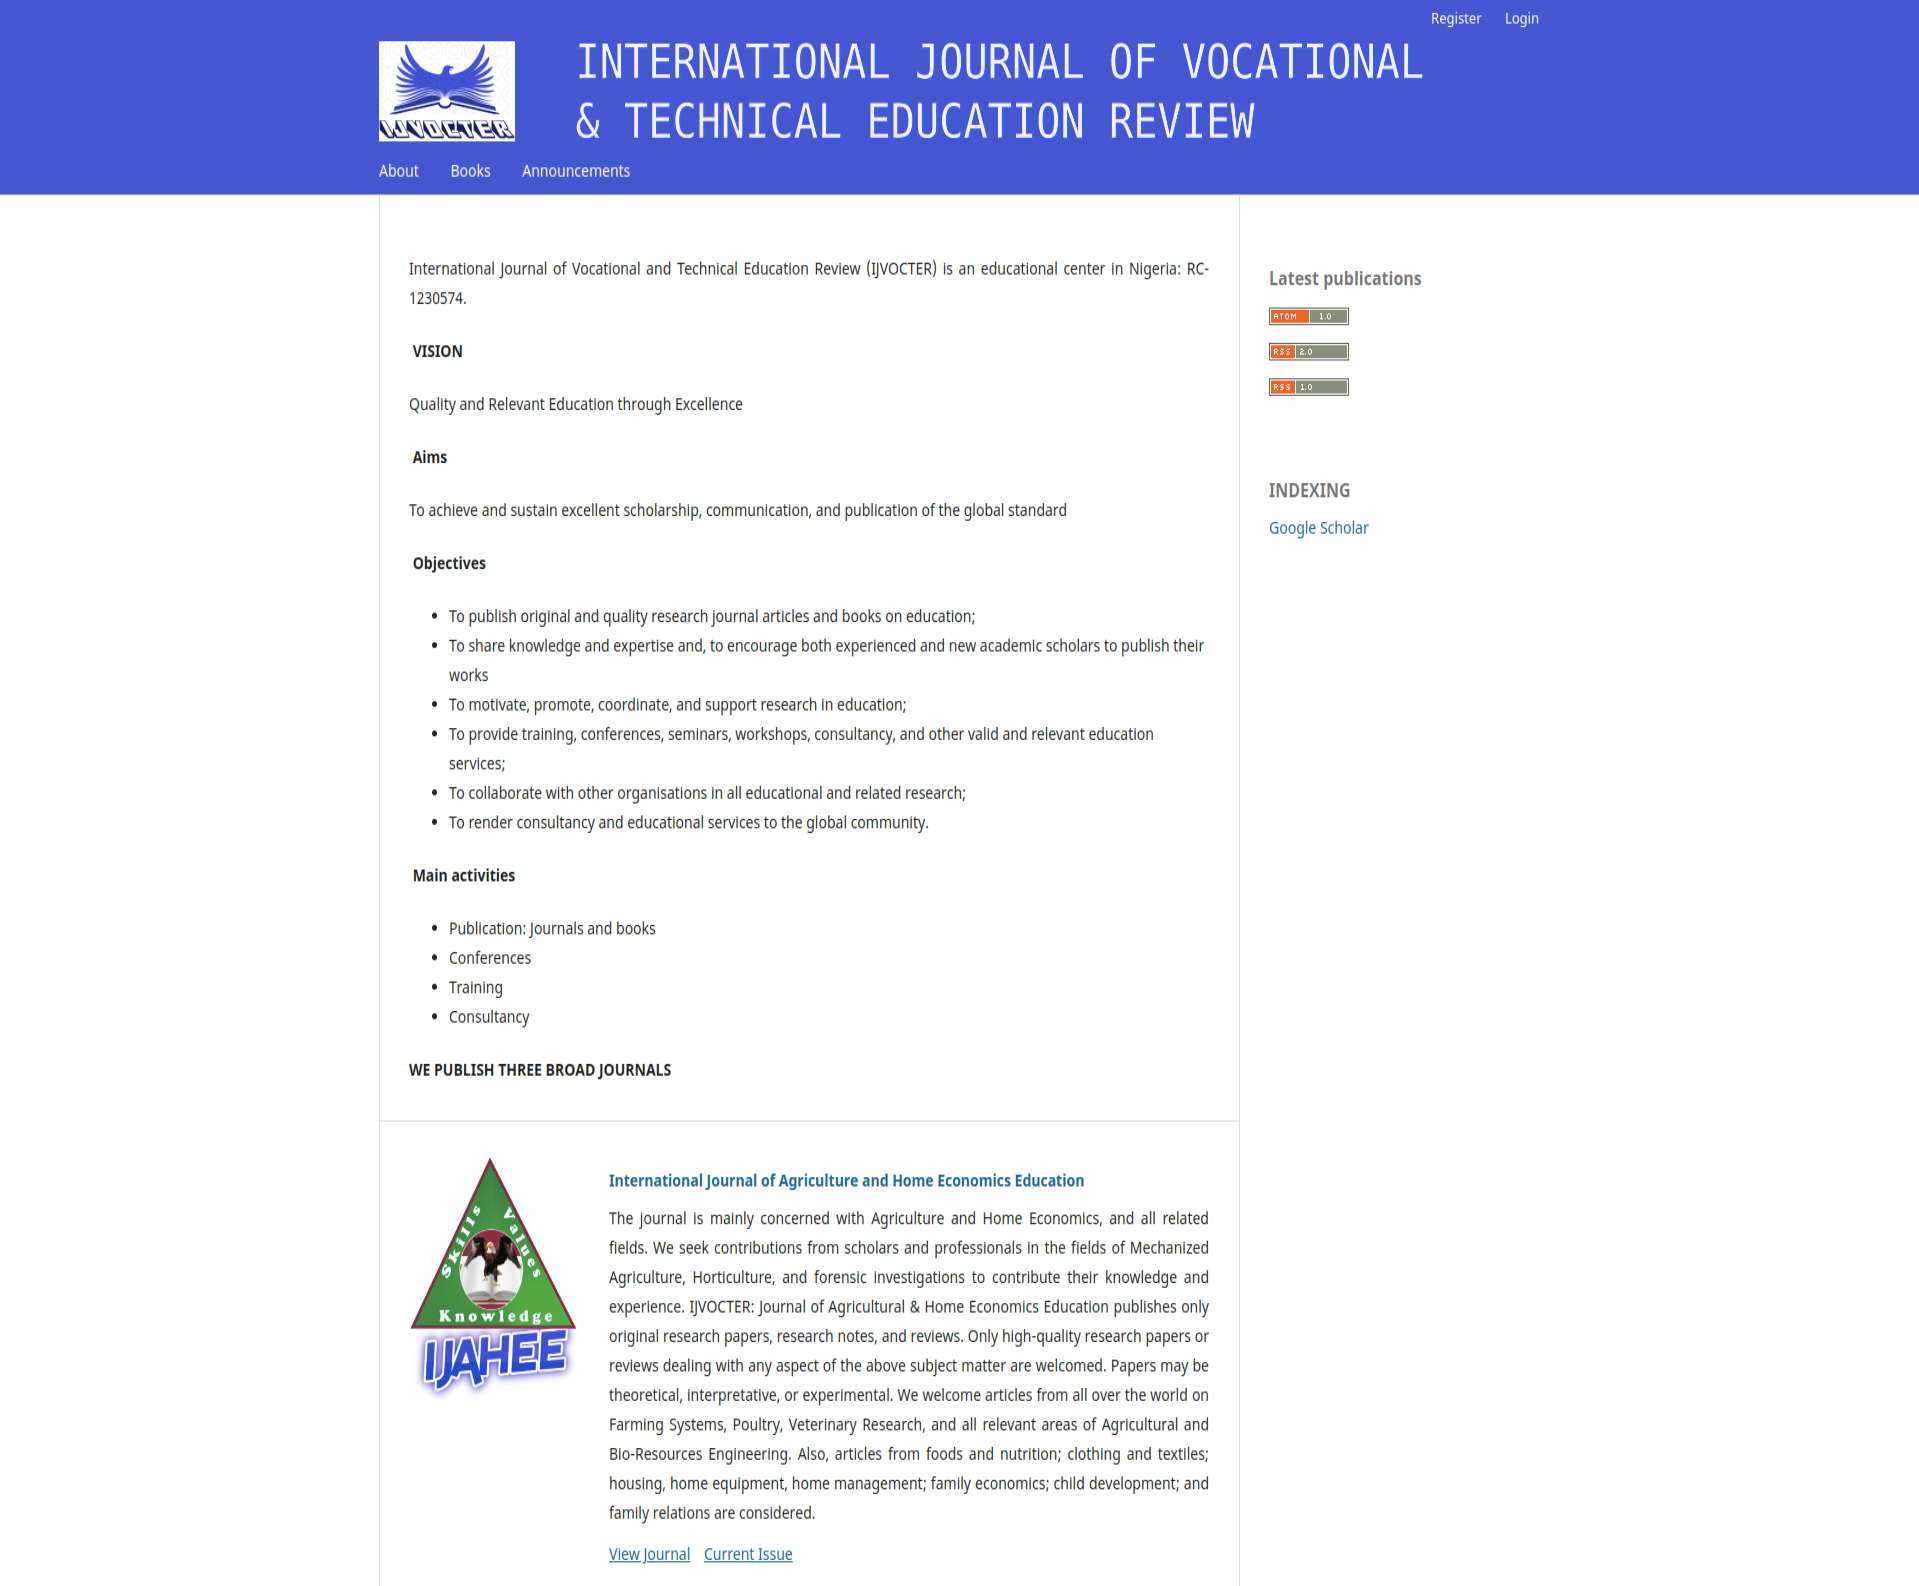 Register Login
IJVOCTER
INTERNATIONAL JOURNAL OF VOCATIONAL
& TECHNICAL EDUCATION REVIEW
About Books Announcements
International Journal of Vocational and Technical Education Review (IJVOCTER) is an educational center in Nigeria: RC-
1230574.
VISION
Quality and Relevant Education through Excellence
Aims
To achieve and sustain excellent scholarship, communication, and publication of the global standard
Objectives
• To publish original and quality research journal articles and books on education;
• To share knowledge and expertise and, to encourage both experienced and new academic scholars to publish their
works
• To motivate, promote, coordinate, and support research in education;
• To provide training, conferences, seminars, workshops, consultancy, and other valid and relevant education
services;
• To collaborate with other organisations in all educational and related research;
• To render consultancy and educational services to the global community.
Main activities
• Publication: Journals and books
• Conferences
• Training
• Consultancy
WE PUBLISH THREE BROAD JOURNALS
Skills Values
Knowledge
IJAHEE
International Journal of Agriculture and Home Economics Education
The journal is mainly concerned with Agriculture and Home Economics, and all related
fields. We seek contributions from scholars and professionals in the fields of Mechanized
Agriculture, Horticulture, and forensic investigations to contribute their knowledge and
experience. IJVOCTER: Journal of Agricultural & Home Economics Education publishes only
original research papers, research notes, and reviews. Only high-quality research papers or
reviews dealing with any aspect of the above subject matter are welcomed. Papers may be
theoretical, interpretative, or experimental. We welcome articles from all over the world on
Farming Systems, Poultry, Veterinary Research, and all relevant areas of Agricultural and
Bio-Resources Engineering. Also, articles from foods and nutrition; clothing and textiles;
housing, home equipment, home management; family economics; child development; and
family relations are considered.
View Journal Current Issue
Latest publications
ATOM 1.0
RSS 2.0
RSS 1.0
INDEXING
Google Scholar